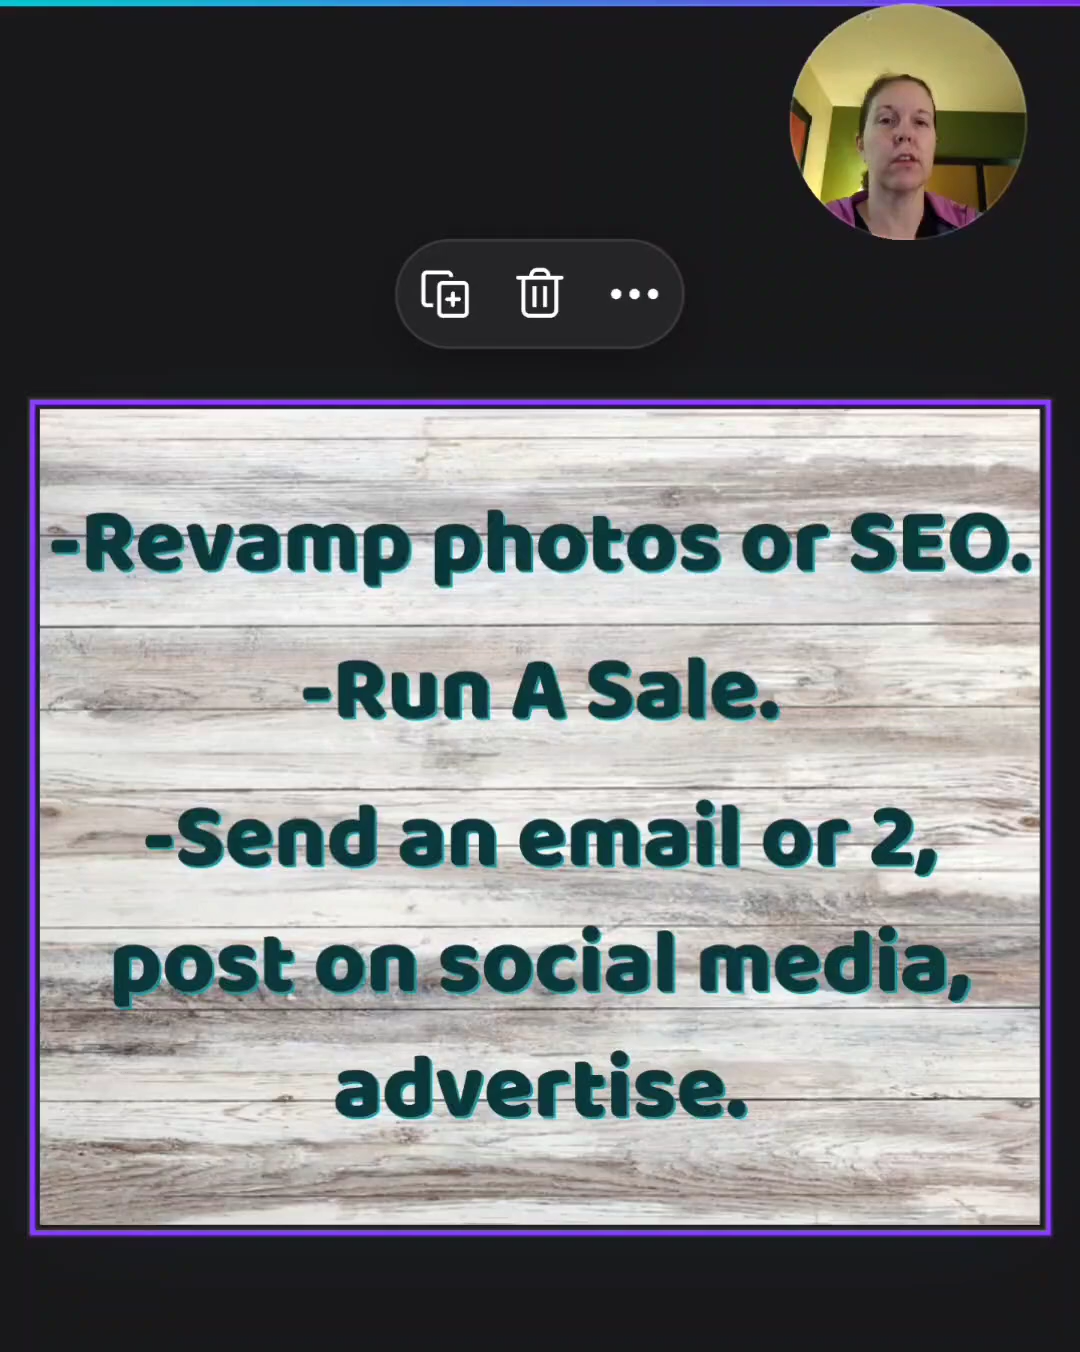 -Revamp photos or SEO.
-Run A Sale.
-Send an email or 2,
post on social media,
advertise.